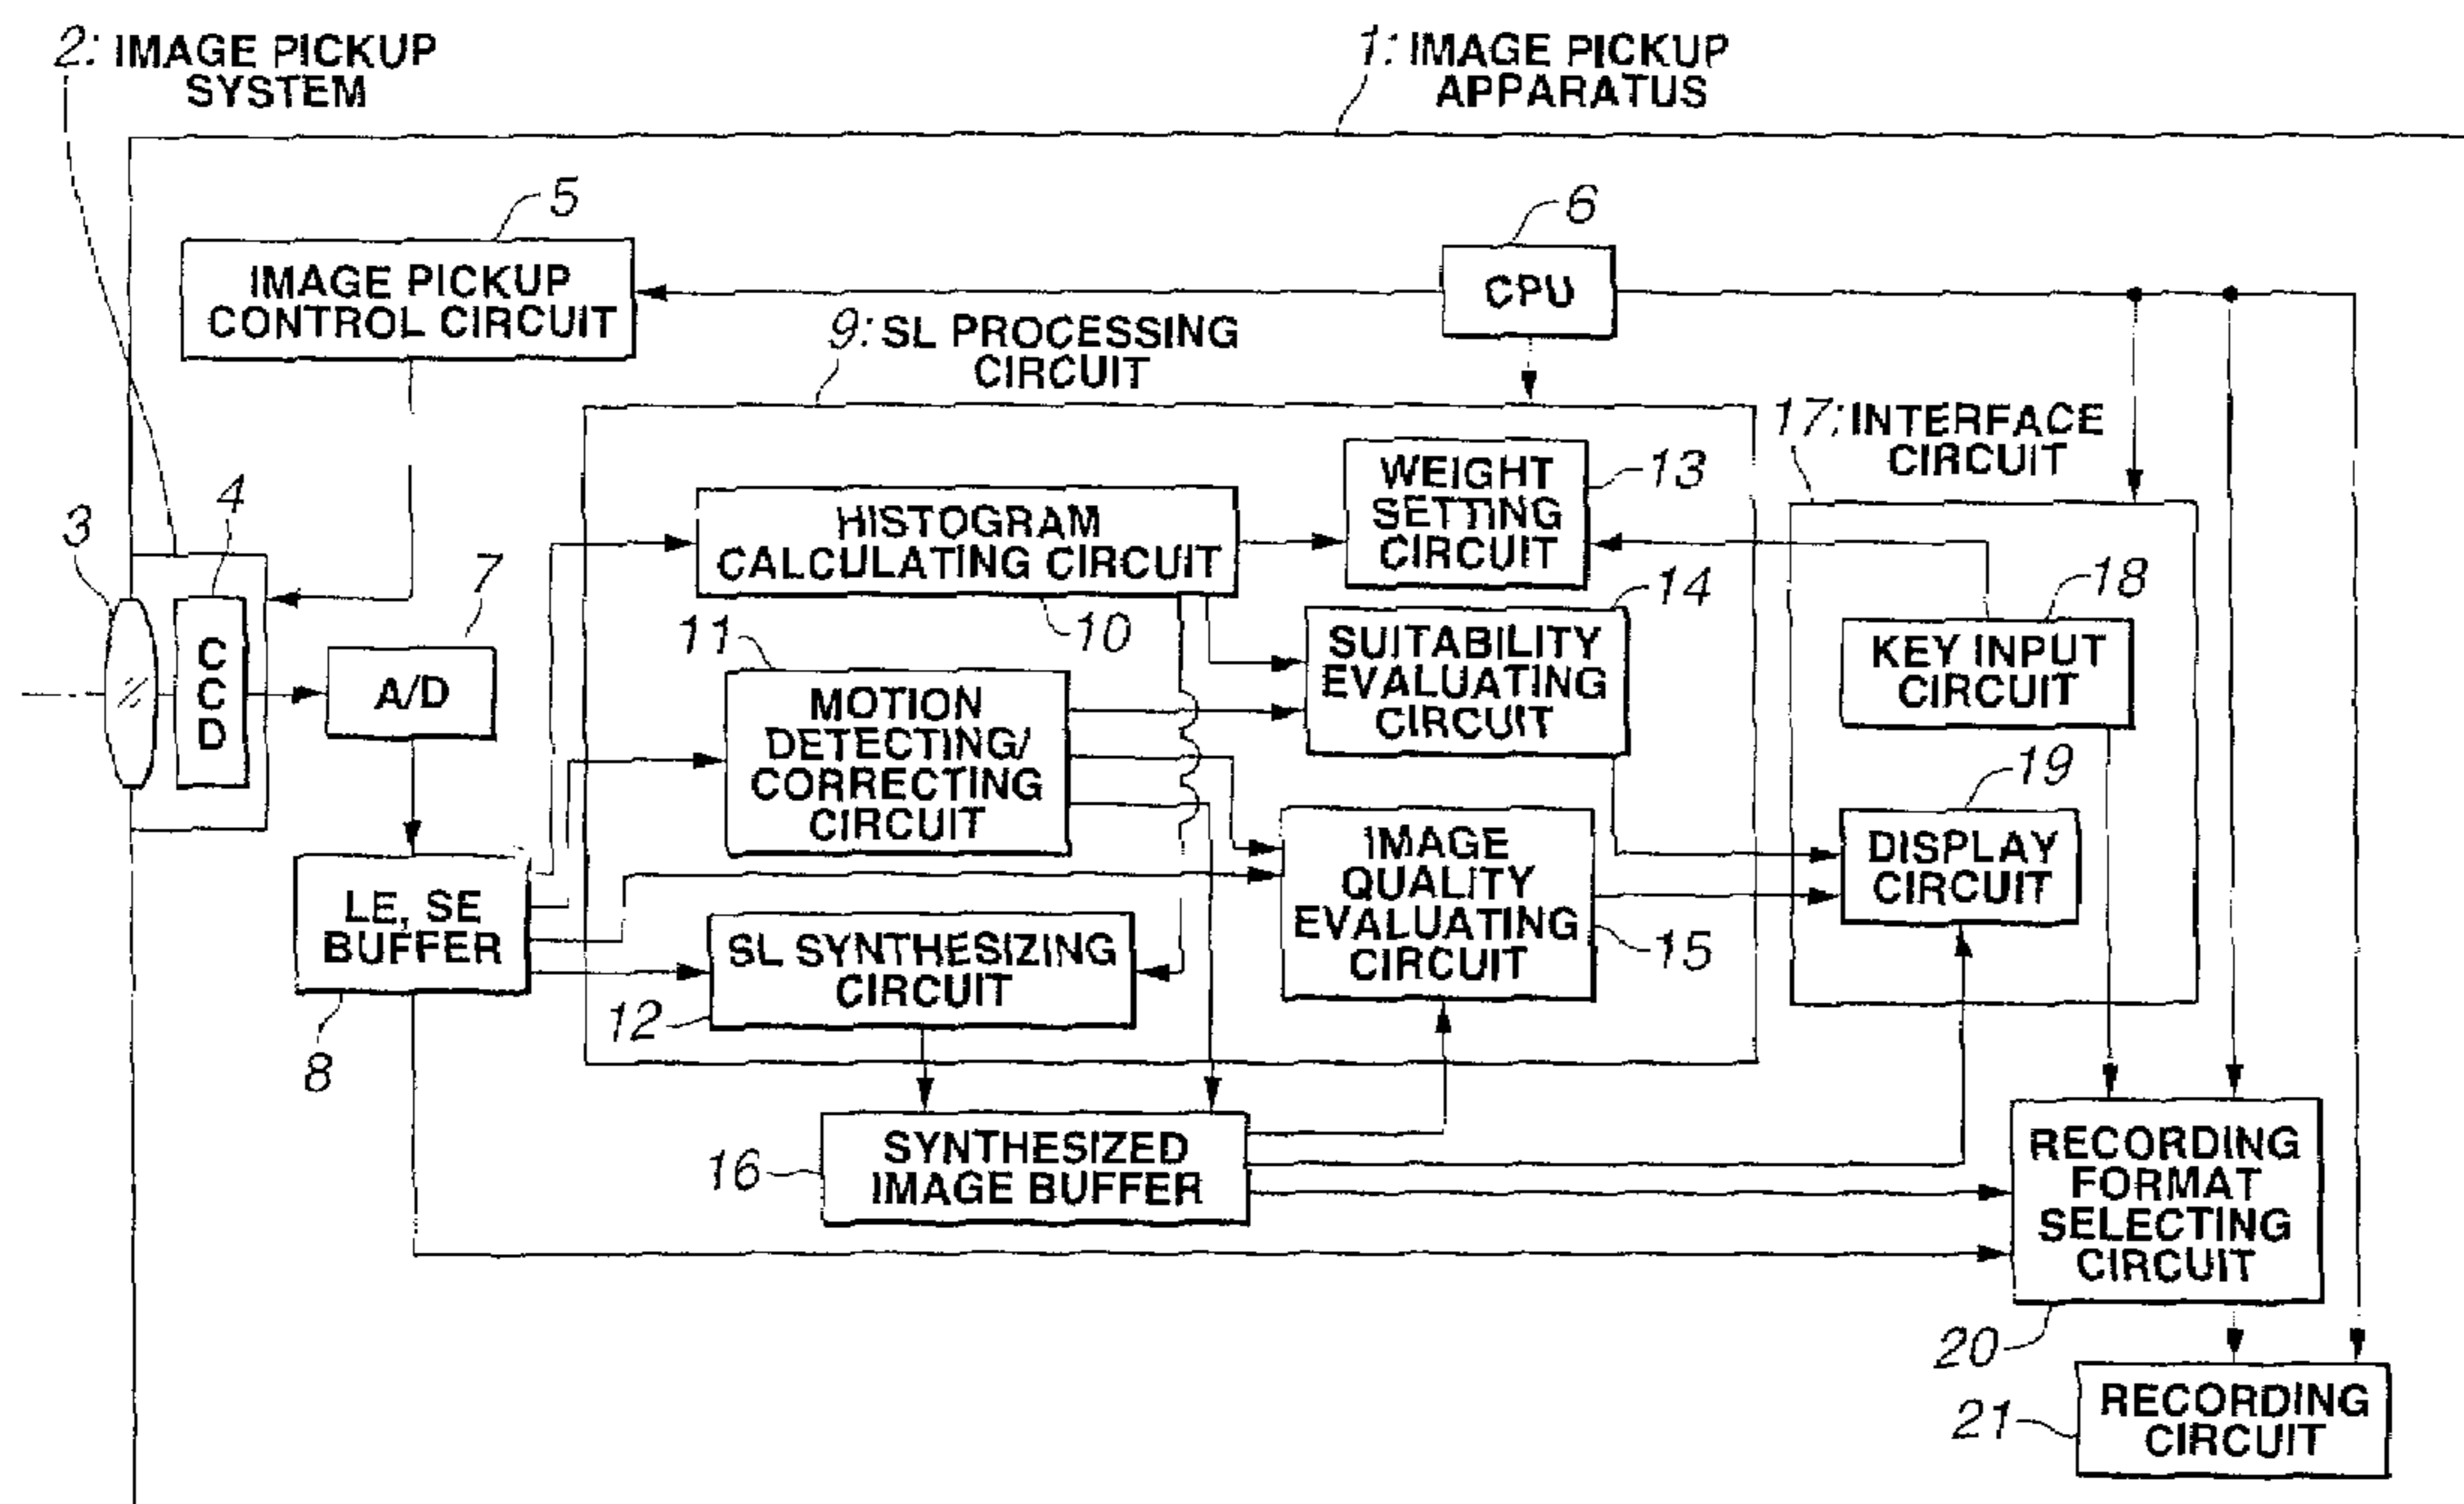 2: IMAGE PICKUP
SYSTEM
1: IMAGE PICKUP
APPARATUS
5
6
IMAGE PICKUP
CONTROL CIRCUIT
CPU
9: SL PROCESSING
CIRCUIT
17: INTERFACE
CIRCUIT
3
4
7
HISTOGRAM
CALCULATING CIRCUIT
10
WEIGHT
SETTING
CIRCUIT
13
14
18
CCD
A/D
11
MOTION
DETECTING/
CORRECTING
CIRCUIT
SUITABILITY
EVALUATING
CIRCUIT
KEY INPUT
CIRCUIT
19
LE, SE
BUFFER
8
SL SYNTHESIZING
CIRCUIT
12
IMAGE
QUALITY
EVALUATING
CIRCUIT
15
DISPLAY
CIRCUIT
16
SYNTHESIZED
IMAGE BUFFER
RECORDING
FORMAT
SELECTING
CIRCUIT
20
21
RECORDING
CIRCUIT